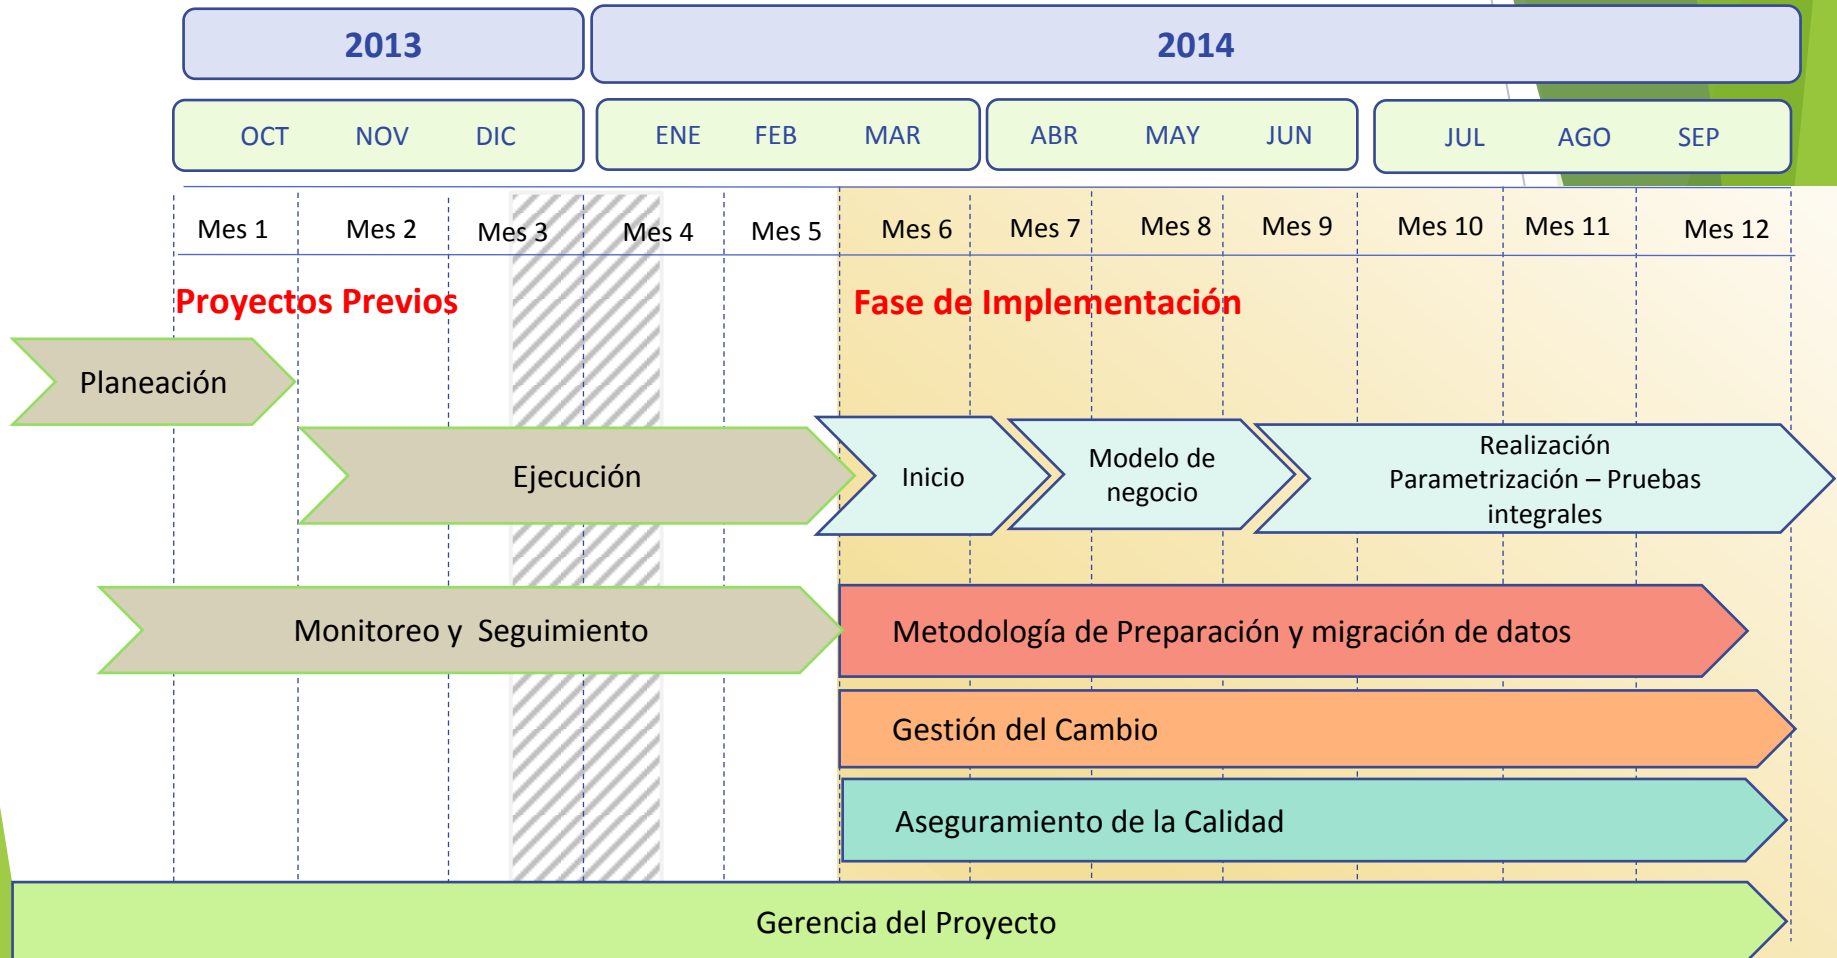 2013 2014
OCT NOV DIC ENE FEB MAR ABR MAY JUN JUL AGO SEP
Mes 1 Mes 2 Mes 3 Mes 4 Mes 5 Mes 6 Mes 7 Mes 8 Mes 9 Mes 10 Mes 11 Mes 12
Proyectos Previos Fase de Implementación
Planeación
Ejecución
Inicio
Modelo de
negocio
Realización
Parametrización – Pruebas
integrales
Monitoreo y Seguimiento
Metodología de Preparación y migración de datos
Gestión del Cambio
Aseguramiento de la Calidad
Gerencia del Proyecto